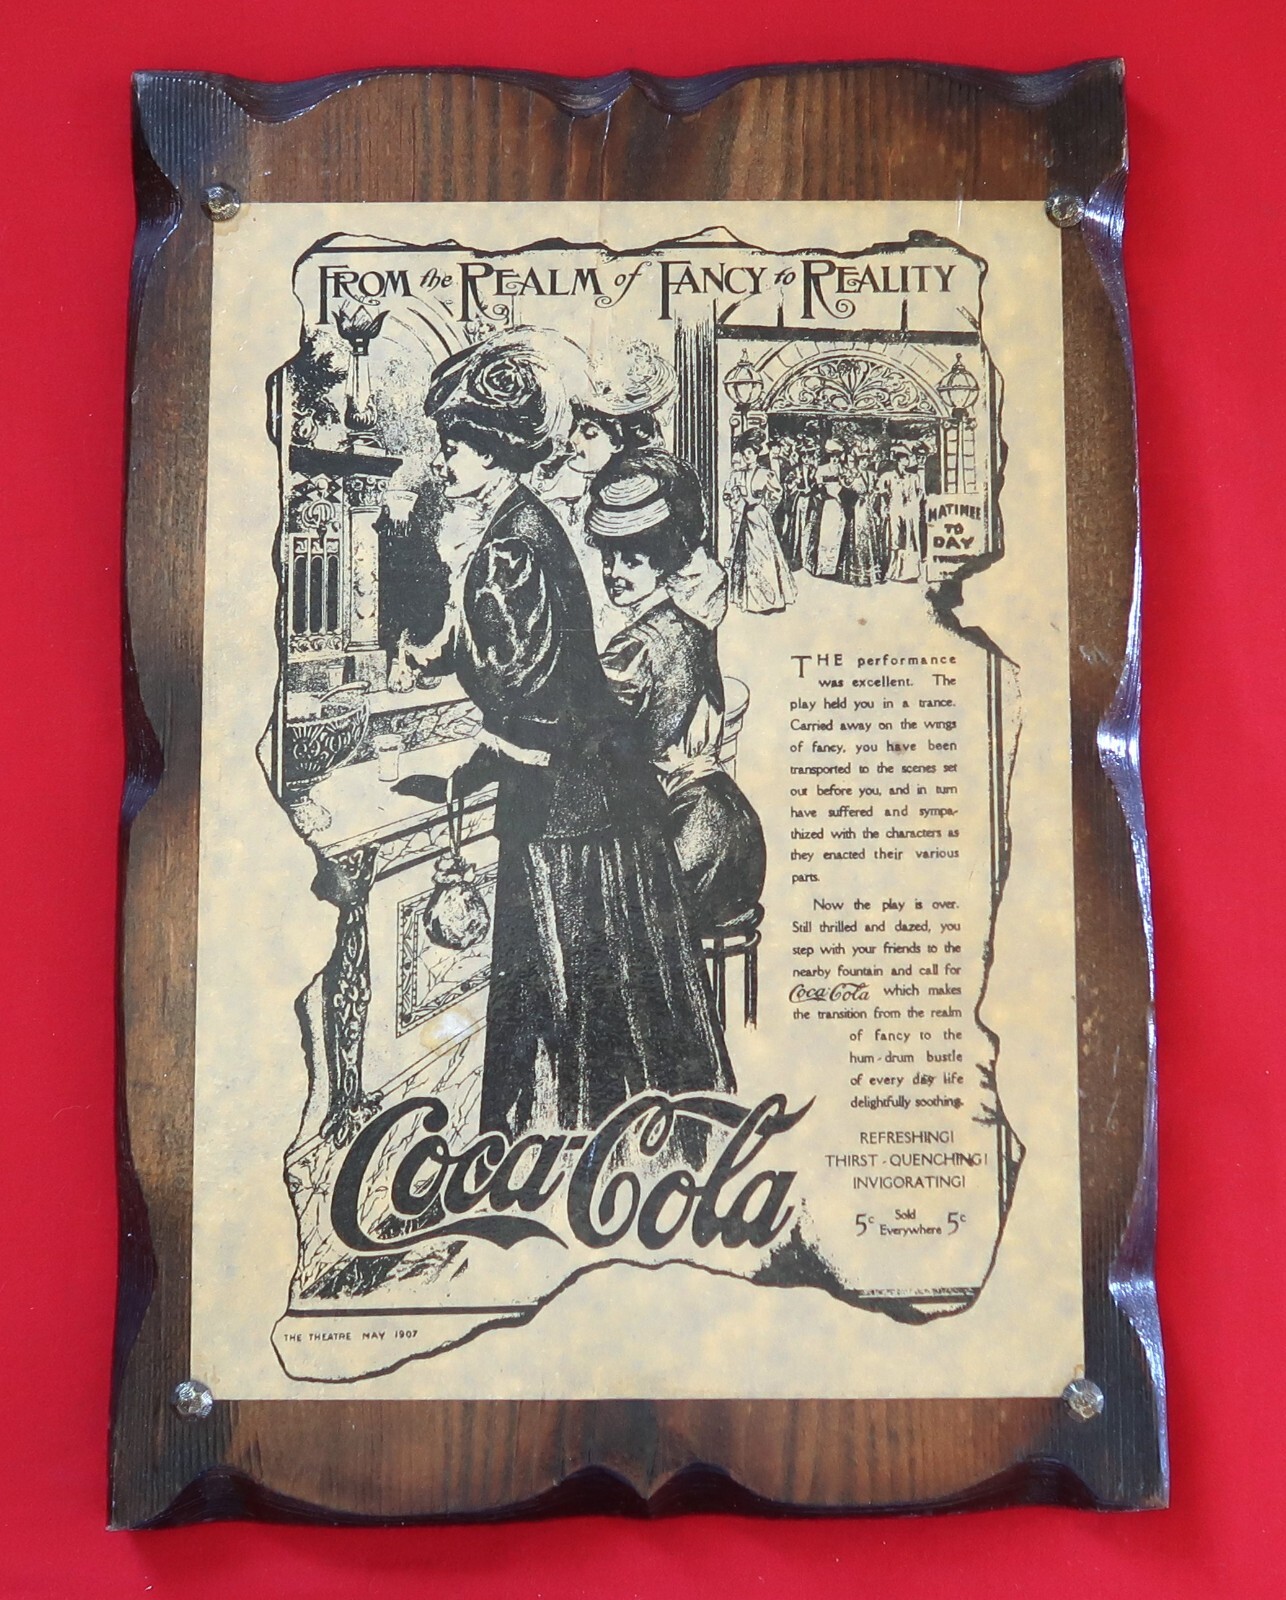 FROM the REALM of FANCY to REALITY
MATINEE
TO
DAY
THE performance
was excellent. The
play held you in a trance.
Carried away on the wings
of fancy, you have been
transported to the scenes set
out before you, and in turn
have suffered and sympa-
thized with the characters as
they enacted their various
parts.
Now the play is over.
Still thrilled and dazed, you
step with your friends to the
nearby fountain and call for
Coca-Cola which makes
the transition from the realm
of fancy to the
hum-drum bustle
of every day life
delightfully soothing.
REFRESHING!
THIRST-QUENCHING!
INVIGORATING!
5c Sold Everywhere 5c
Coca-Cola
THE THEATRE MAY 1907